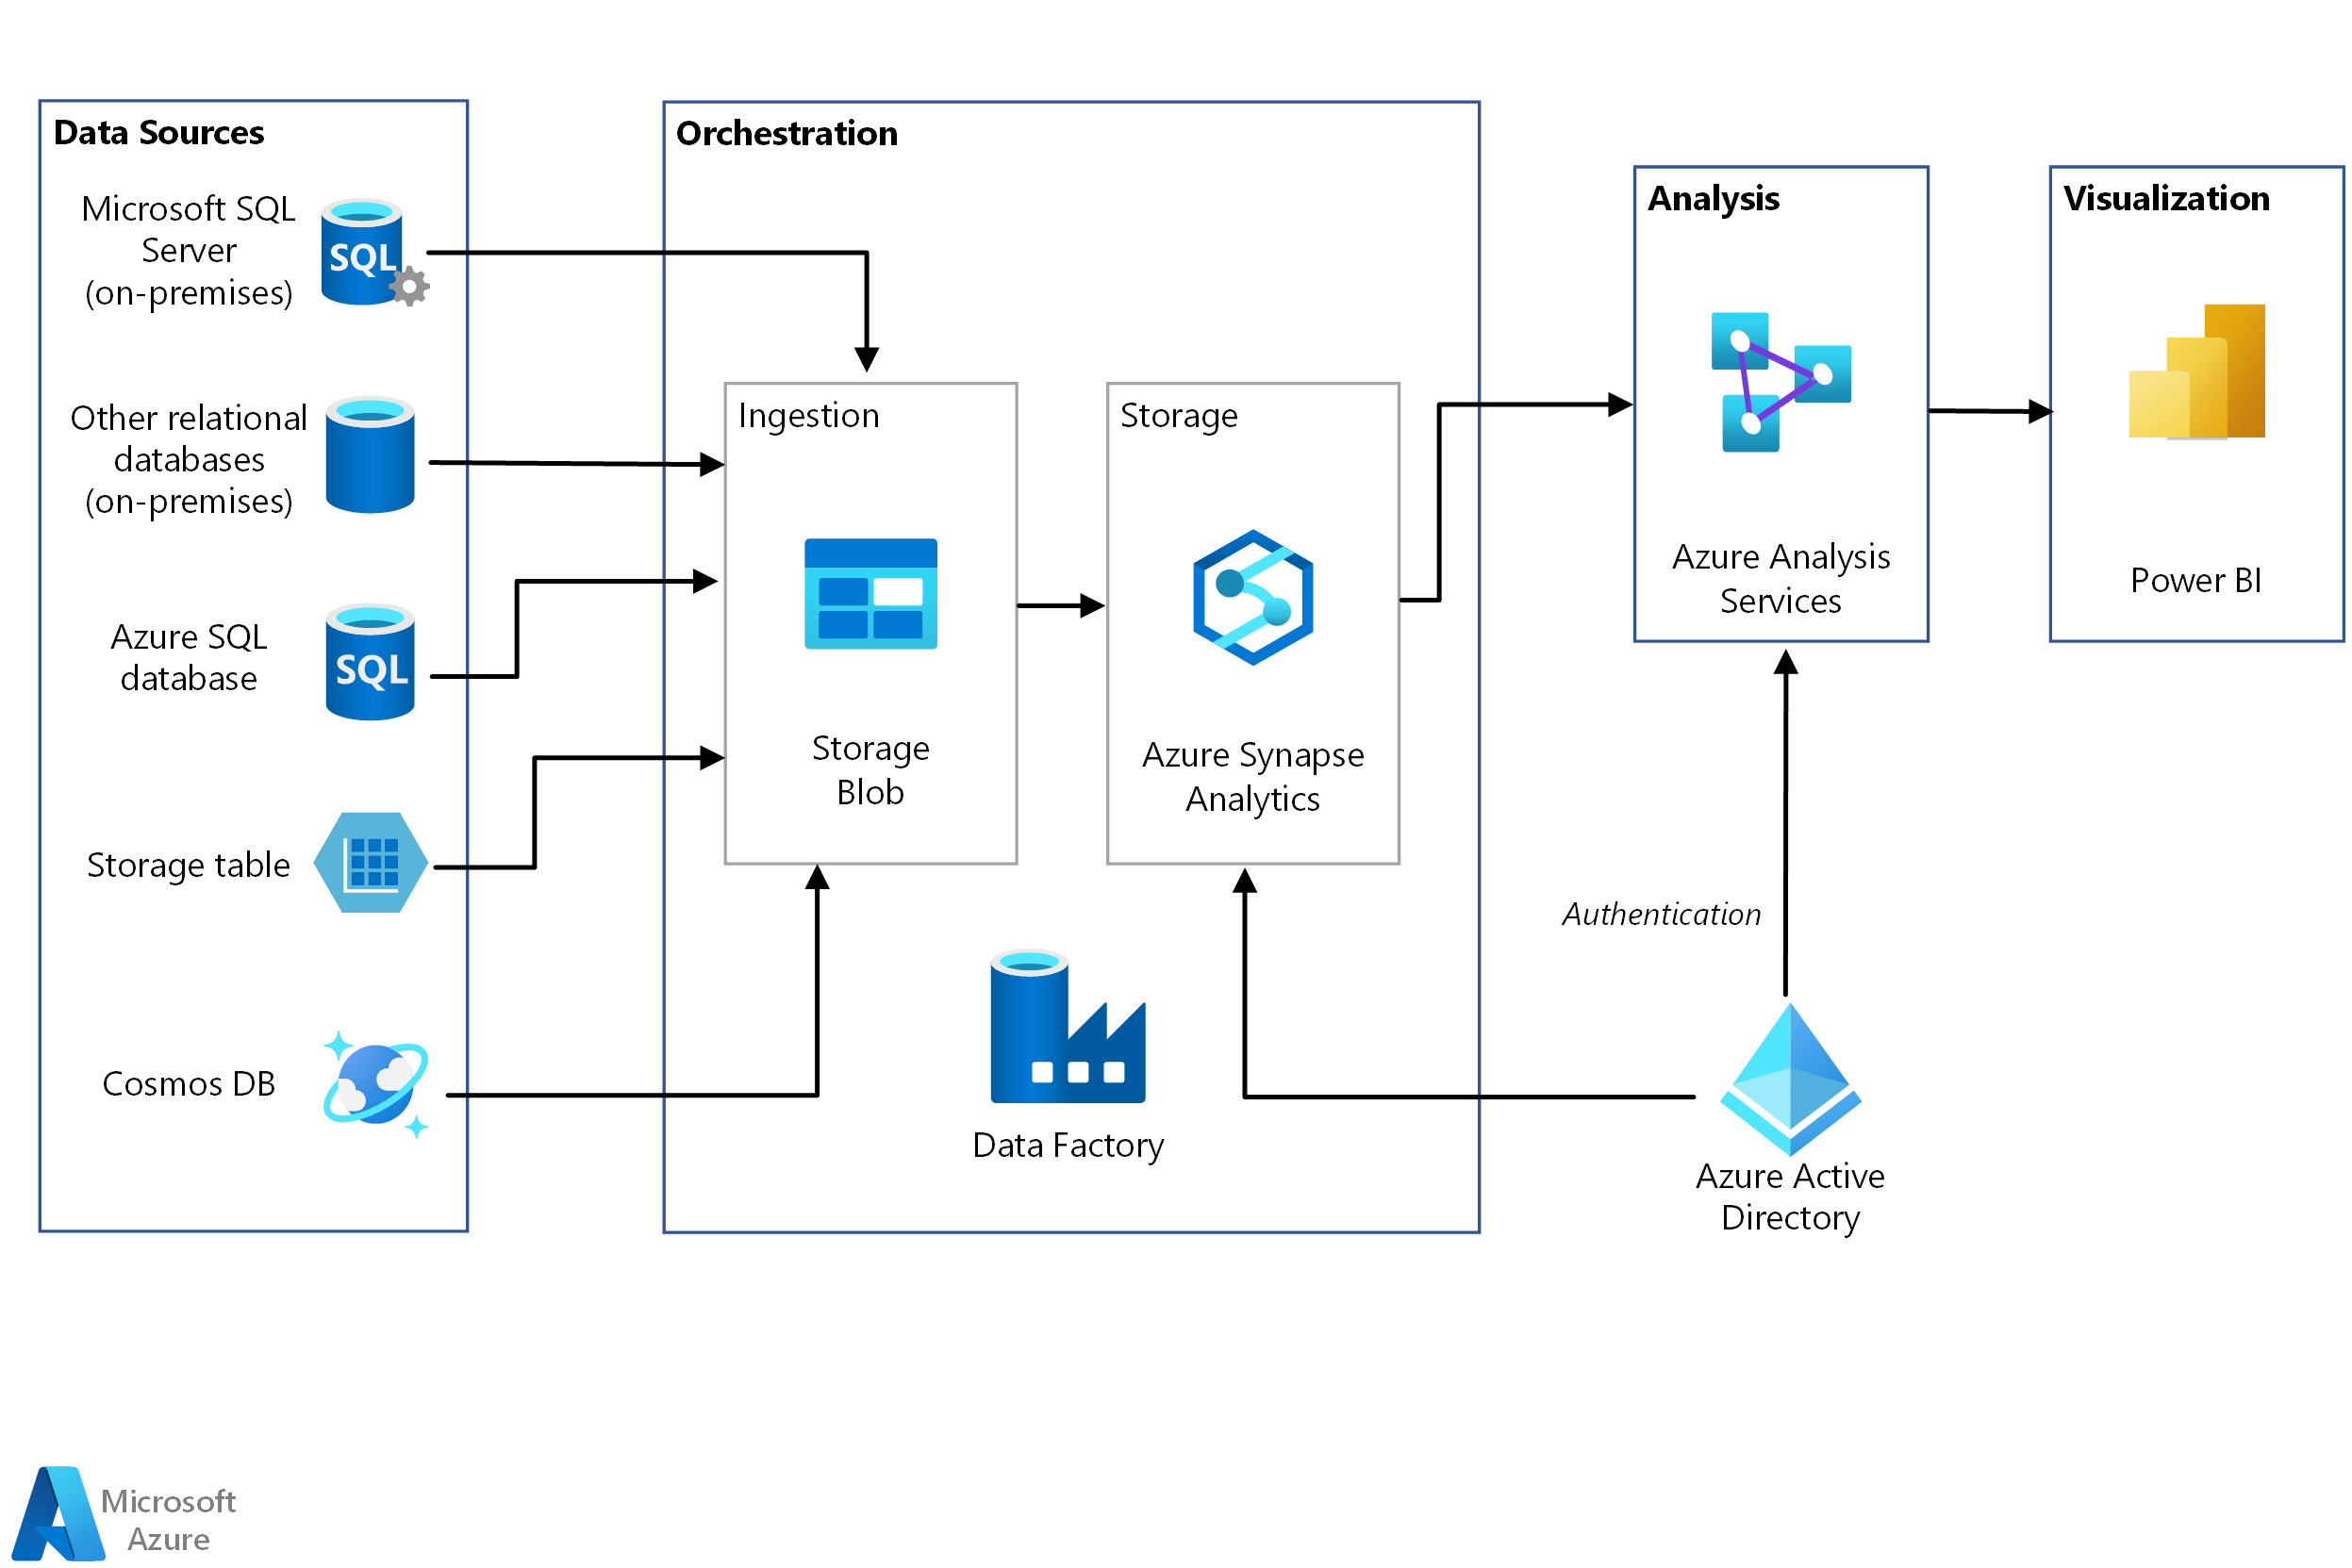 Data Sources
Microsoft SQL
Server
(on-premises)
SQL
Other relational
databases
(on-premises)
Azure SQL
database
SQL
Storage table
Cosmos DB
Orchestration
Ingestion
Storage
Blob
Storage
Azure Synapse
Analytics
Data Factory
Analysis
Azure Analysis
Services
Visualization
Power BI
Authentication
Azure Active
Directory
Microsoft
Azure